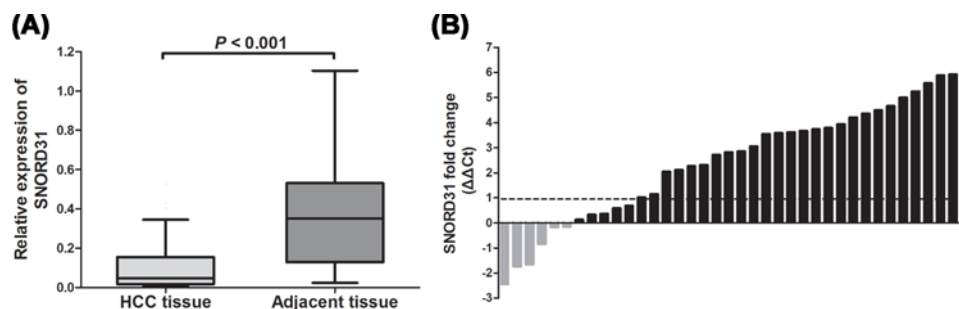 (A)
P < 0.001
Relative expression of
SNORD31
1.2
1.0
0.8
0.6
0.4
0.2
0.0
HCC tissue
Adjacent tissue
(B)
SNORD31 fold change
(ΔΔCt)
7
6
5
4
3
2
1
0
-1
-2
-3